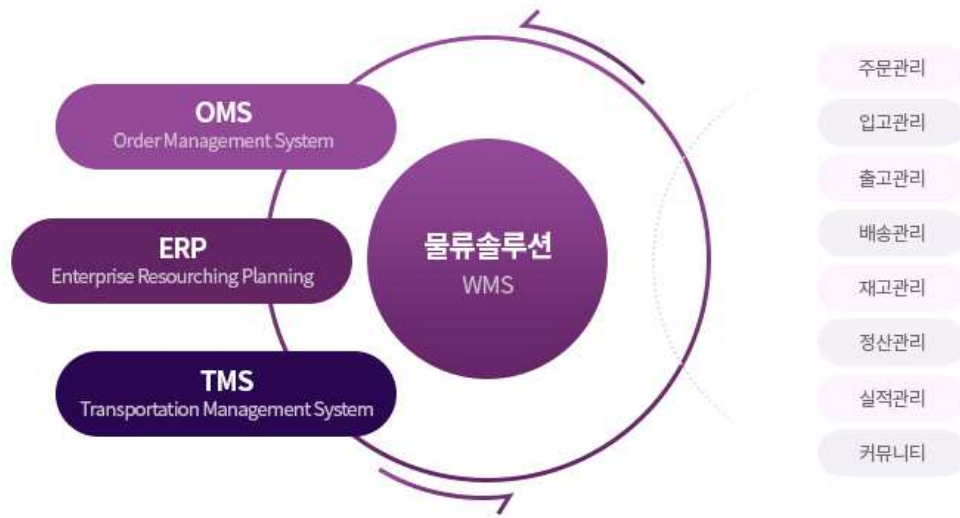 OMS
Order Management System
ERP
Enterprise Resourching Planning
TMS
Transportation Management System
물류솔루션
WMS
주문관리
입고관리
출고관리
배송관리
재고관리
정산관리
실적관리
커뮤니티